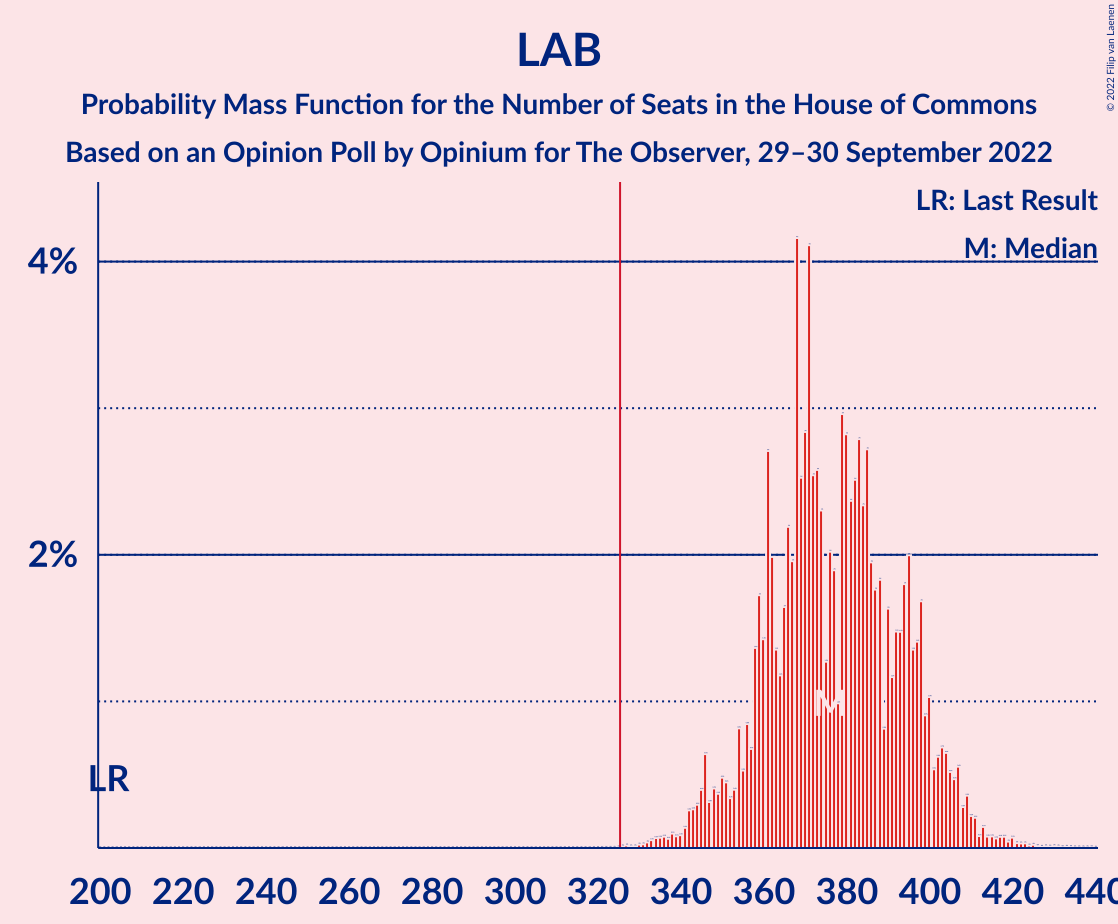 LAB
Probability Mass Function for the Number of Seats in the House of Commons
Based on an Opinion Poll by Opinium for The Observer, 29–30 September 2022
© 2022 Filip van Laenen
LR: Last Result
M: Median
4%
2%
M
LR
200 220 240 260 280 300 320 340 360 380 400 420 440